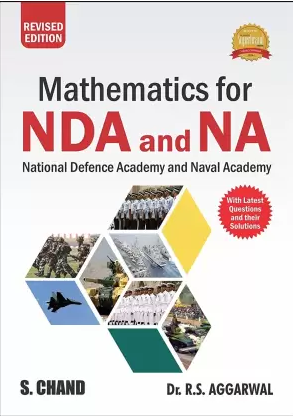 REVISED
EDITION
Mathematics for
NDA and NA
National Defence Academy and Naval Academy
With Latest
Questions
and their
Solutions
S. CHAND
Dr. R.S. AGGARWAL